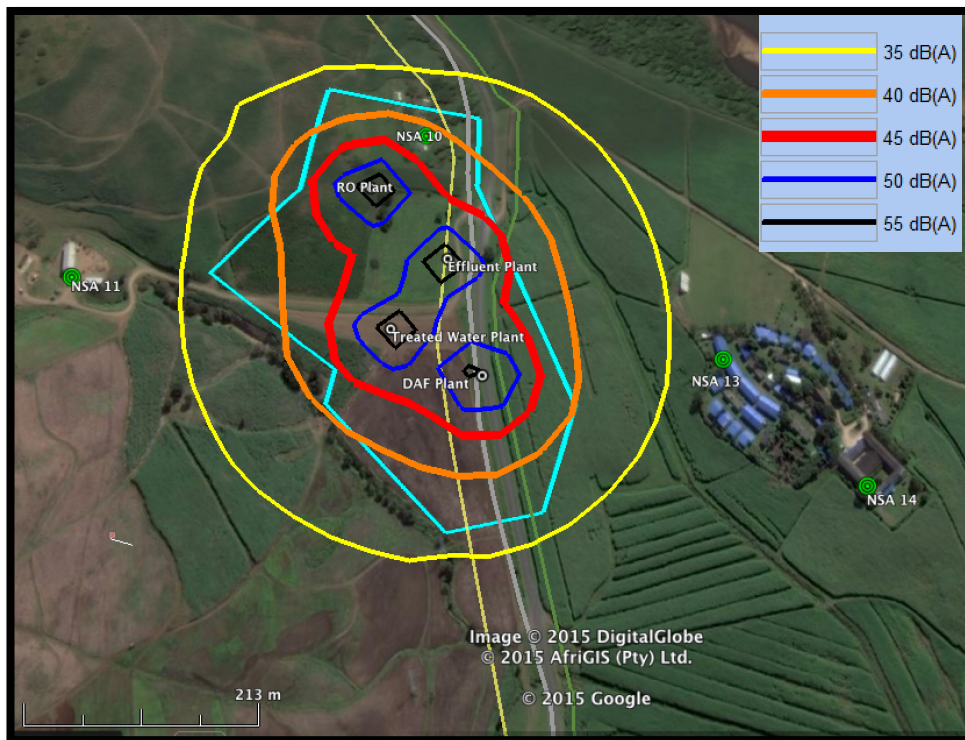 35 dB(A)
40 dB(A)
45 dB(A)
50 dB(A)
55 dB(A)
NSA 10
RO Plant
Effluent Plant
NSA 11
Treated Water Plant
DAF Plant
NSA 13
NSA 14
Image © 2015 DigitalGlobe
© 2015 AfriGIS (Pty) Ltd.
© 2015 Google
213 m